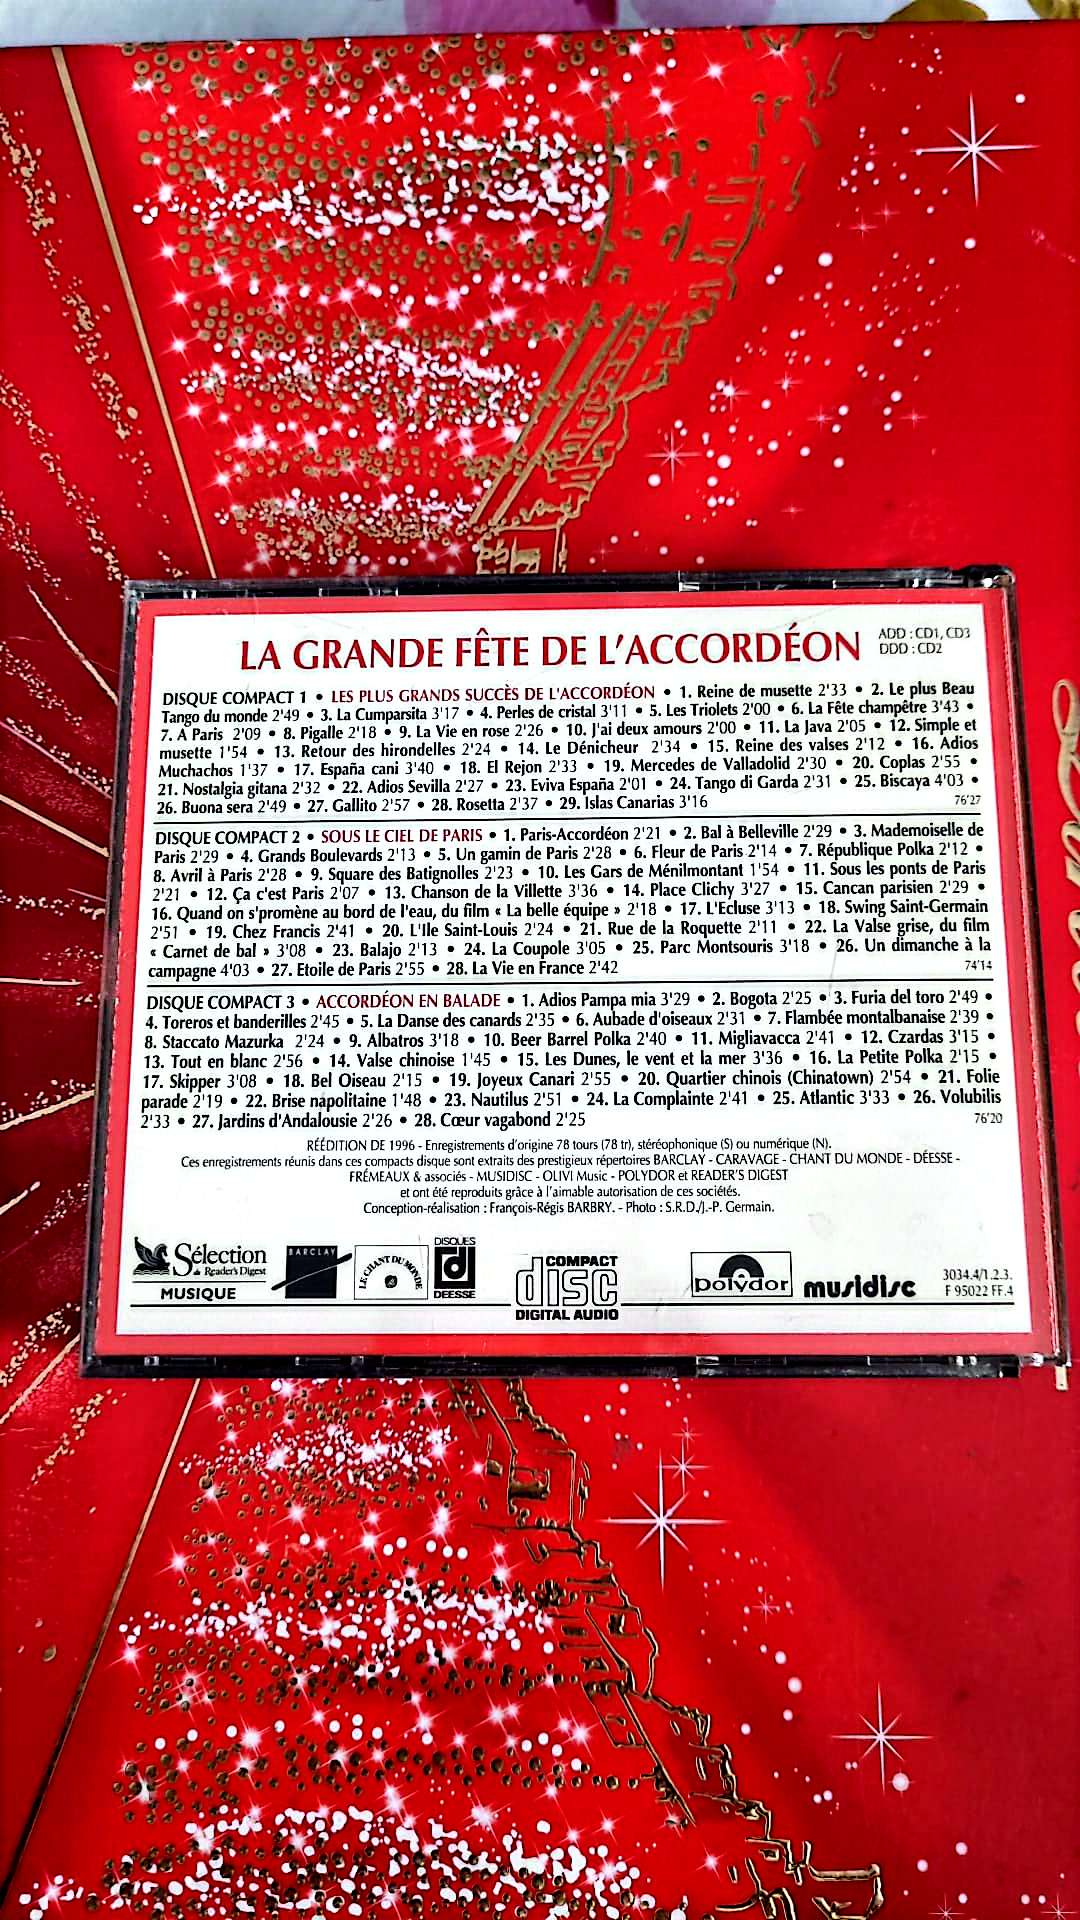 LA GRANDE FÊTE DE L'ACCORDÉON
ADD : CD1, CD3
DDD : CD2
DISQUE COMPACT 1 • LES PLUS GRANDS SUCCÈS DE L'ACCORDÉON • 1. Reine de musette 2'33 • 2. Le plus Beau
Tango du monde 2'49 • 3. La Cumparsita 3'17 • 4. Perles de cristal 3'11 • 5. Les Triolets 2'00 • 6. La Fête champêtre 3'43 •
7. A Paris 2'09 • 8. Pigalle 2'18 • 9. La Vie en rose 2'26 • 10. J'ai deux amours 2'00 • 11. La Java 2'05 • 12. Simple et
musette 1'54 • 13. Retour des hirondelles 2'24 • 14. Le Dénicheur 2'34 • 15. Reine des valses 2'12 • 16. Adios
Muchachos 1'37 • 17. España cani 3'40 • 18. El Rejon 2'33 • 19. Mercedes de Valladolid 2'30 • 20. Coplas 2'55 •
21. Nostalgia gitana 2'32 • 22. Adios Sevilla 2'27 • 23. Eviva España 2'01 • 24. Tango di Garda 2'31 • 25. Biscaya 4'03 •
26. Buona sera 2'49 • 27. Gallito 2'57 • 28. Rosetta 2'37 • 29. Islas Canarias 3'16
76'27
DISQUE COMPACT 2 • SOUS LE CIEL DE PARIS • 1. Paris-Accordéon 2'21 • 2. Bal à Belleville 2'29 • 3. Mademoiselle de
Paris 2'29 • 4. Grands Boulevards 2'13 • 5. Un gamin de Paris 2'28 • 6. Fleur de Paris 2'14 • 7. République Polka 2'12 •
8. Avril à Paris 2'28 • 9. Square des Batignolles 2'23 • 10. Les Gars de Ménilmontant 1'54 • 11. Sous les ponts de Paris
2'21 • 12. Ça c'est Paris 2'07 • 13. Chanson de la Villette 3'36 • 14. Place Clichy 3'27 • 15. Cancan parisien 2'29 •
16. Quand on s'promène au bord de l'eau, du film « La belle équipe » 2'18 • 17. L'Ecluse 3'13 • 18. Swing Saint-Germain
2'51 • 19. Chez Francis 2'41 • 20. L'Ile Saint-Louis 2'24 • 21. Rue de la Roquette 2'11 • 22. La Valse grise, du film
« Carnet de bal » 3'08 • 23. Balajo 2'13 • 24. La Coupole 3'05 • 25. Parc Montsouris 3'18 • 26. Un dimanche à la
campagne 4'03 • 27. Etoile de Paris 2'55 • 28. La Vie en France 2'42
74'14
DISQUE COMPACT 3 • ACCORDÉON EN BALADE • 1. Adios Pampa mia 3'29 • 2. Bogota 2'25 • 3. Furia del toro 2'49 •
4. Toreros et banderilles 2'45 • 5. La Danse des canards 2'35 • 6. Aubade d'oiseaux 2'31 • 7. Flambée montalbanaise 2'39 •
8. Staccato Mazurka 2'24 • 9. Albatros 3'18 • 10. Beer Barrel Polka 2'40 • 11. Migliavacca 2'41 • 12. Czardas 3'15 •
13. Tout en blanc 2'56 • 14. Valse chinoise 1'45 • 15. Les Dunes, le vent et la mer 3'36 • 16. La Petite Polka 2'15 •
17. Skipper 3'08 • 18. Bel Oiseau 2'15 • 19. Joyeux Canari 2'55 • 20. Quartier chinois (Chinatown) 2'54 • 21. Folie
parade 2'19 • 22. Brise napolitaine 1'48 • 23. Nautilus 2'51 • 24. La Complainte 2'41 • 25. Atlantic 3'33 • 26. Volubilis
2'33 • 27. Jardins d'Andalousie 2'26 • 28. Cœur vagabond 2'25
76'20
RÉÉDITION DE 1996 - Enregistrements d'origine 78 tours (78 tr), stéréophonique (S) ou numérique (N).
Ces enregistrements réunis dans ces compacts disque sont extraits des prestigieux répertoires BARCLAY - CARAVAGE - CHANT DU MONDE - DÉESSE -
FRÉMEAUX & associés - MUSIDISC - OLIVI Music - POLYDOR et READER'S DIGEST
et ont été reproduits grâce à l'aimable autorisation de ces sociétés.
Conception-réalisation : François-Régis BARBRY. - Photo : S.R.D./J.-P. Germain.
Sélection
du Reader's Digest
MUSIQUE
BARCLAY
LE CHANT DU MONDE
DISQUES
DEESSE
COMPACT
disc
DIGITAL AUDIO
polydor
musidisc
3034.4/1.2.3.
F 95022 FF.4